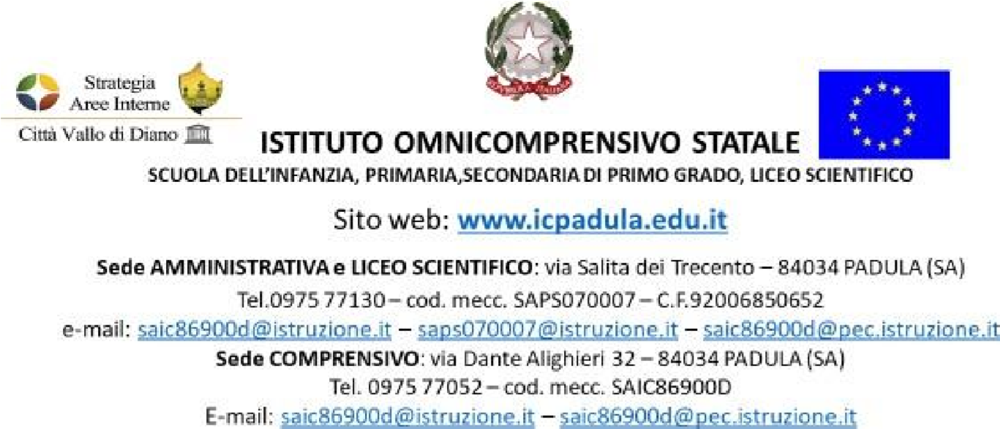 Strategia
Aree Interne
Città Vallo di Diano
REPVBBLICA ITALIANA
ISTITUTO OMNICOMPRENSIVO STATALE
SCUOLA DELL'INFANZIA, PRIMARIA,SECONDARIA DI PRIMO GRADO, LICEO SCIENTIFICO
Sito web: www.icpadula.edu.it
Sede AMMINISTRATIVA e LICEO SCIENTIFICO: via Salita dei Trecento – 84034 PADULA (SA)
Tel.0975 77130 – cod. mecc. SAPS070007 – C.F.92006850652
e-mail: saic86900d@istruzione.it – saps070007@istruzione.it – saic86900d@pec.istruzione.it
Sede COMPRENSIVO: via Dante Alighieri 32 – 84034 PADULA (SA)
Tel. 0975 77052 – cod. mecc. SAIC86900D
E-mail: saic86900d@istruzione.it – saic86900d@pec.istruzione.it